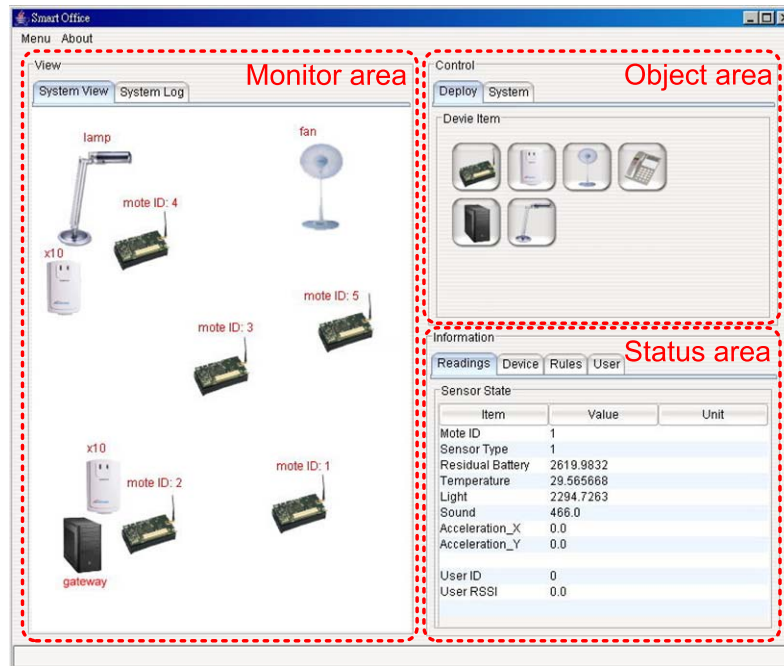 Smart Office
Menu About
View
Monitor area
System View System Log
lamp
fan
mote ID: 4
x10
mote ID: 5
mote ID: 3
x10
mote ID: 2
mote ID: 1
gateway
Control
Object area
Deploy System
Devie Item
Information
Status area
Readings Device Rules User
Sensor State
Item Value Unit
Mote ID 1
Sensor Type 1
Residual Battery 2619.9832
Temperature 29.565668
Light 2294.7263
Sound 466.0
Acceleration_X 0.0
Acceleration_Y 0.0
User ID 0
User RSSI 0.0